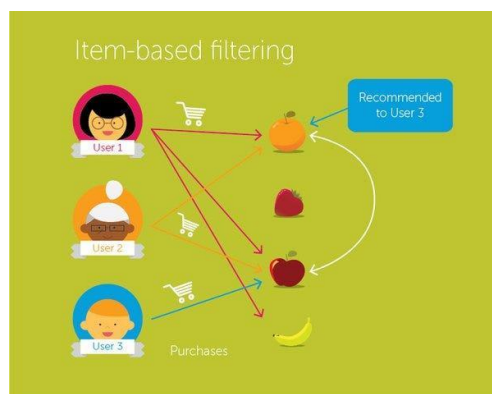 Item-based filtering
Recommended
to User 3
User 1
User 2
User 3
Purchases